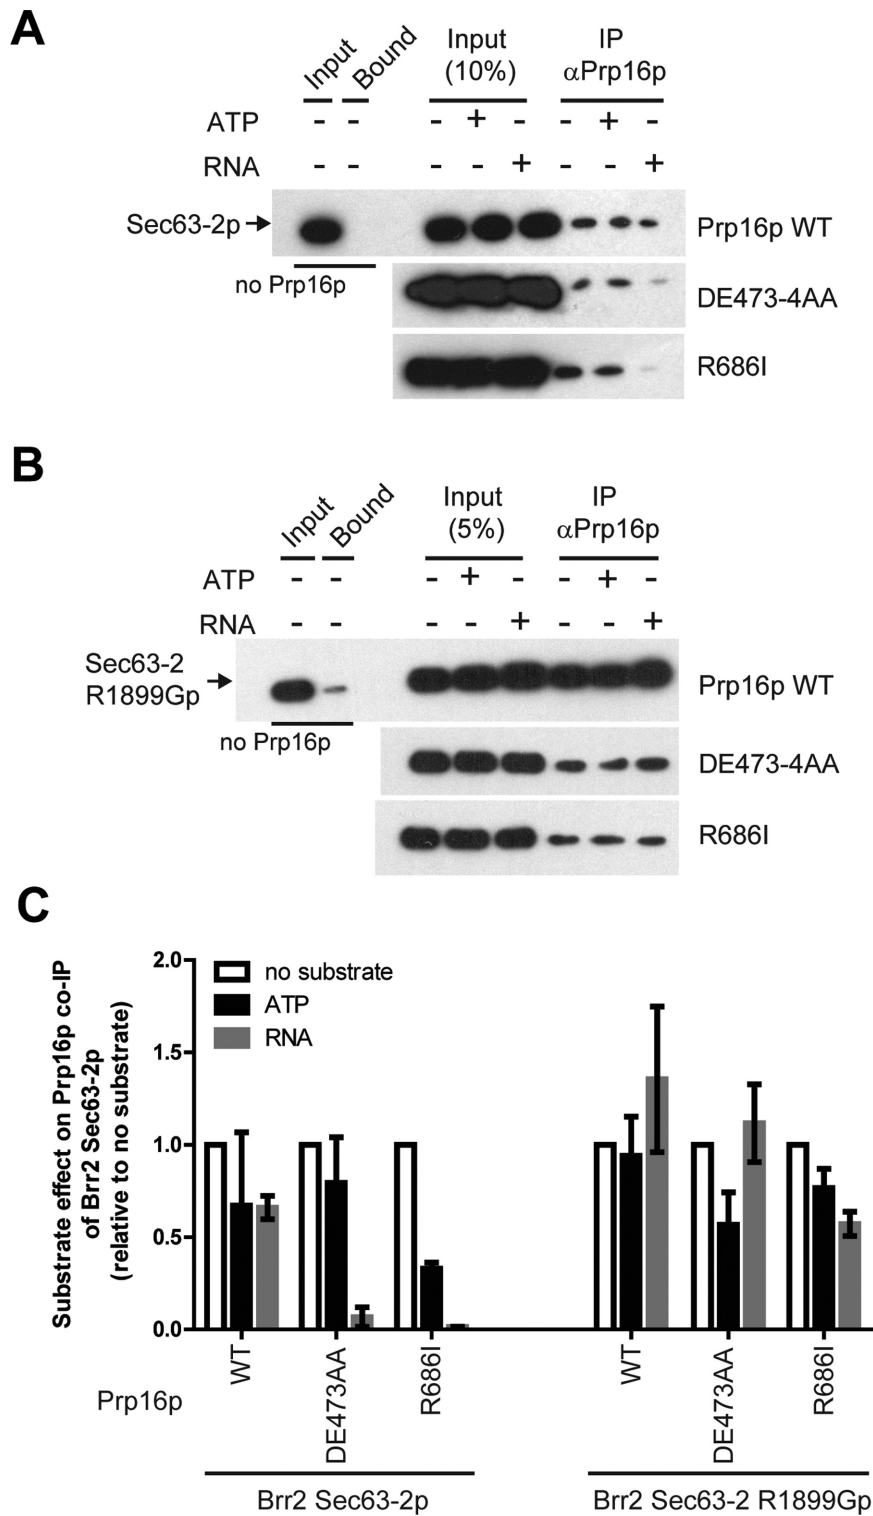 A
Input
Bound
Input
(10%)
IP
αPrp16p
ATP - - - + - - + -
RNA - - - - + - - +
Sec63-2p
Prp16p WT
no Prp16p
DE473-4AA
R686I
B
Input
Bound
Input
(5%)
IP
αPrp16p
ATP - - - + - - + -
RNA - - - - + - - +
Sec63-2
R1899Gp
Prp16p WT
no Prp16p
DE473-4AA
R686I
C
Substrate effect on Prp16p co-IP
of Brr2 Sec63-2p
(relative to no substrate)
2.0
1.5
1.0
0.5
0.0
no substrate
ATP
RNA
Prp16p
WT
DE473AA
R686I
WT
DE473AA
R686I
Brr2 Sec63-2p
Brr2 Sec63-2 R1899Gp